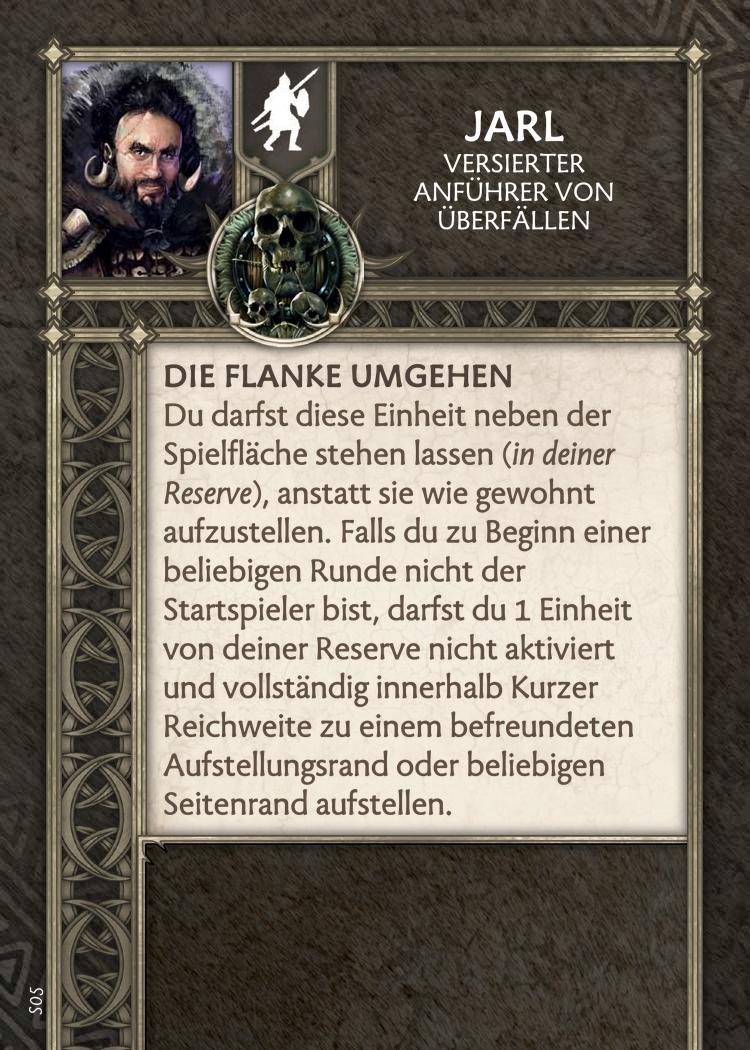 JARL
VERSIERTER
ANFÜHRER VON
ÜBERFÄLLEN
DIE FLANKE UMGEHEN
Du darfst diese Einheit neben der
Spielfläche stehen lassen (in deiner
Reserve), anstatt sie wie gewohnt
aufzustellen. Falls du zu Beginn einer
beliebigen Runde nicht der
Startspieler bist, darfst du 1 Einheit
von deiner Reserve nicht aktiviert
und vollständig innerhalb Kurzer
Reichweite zu einem befreundeten
Aufstellungsrand oder beliebigen
Seitenrand aufstellen.
S05